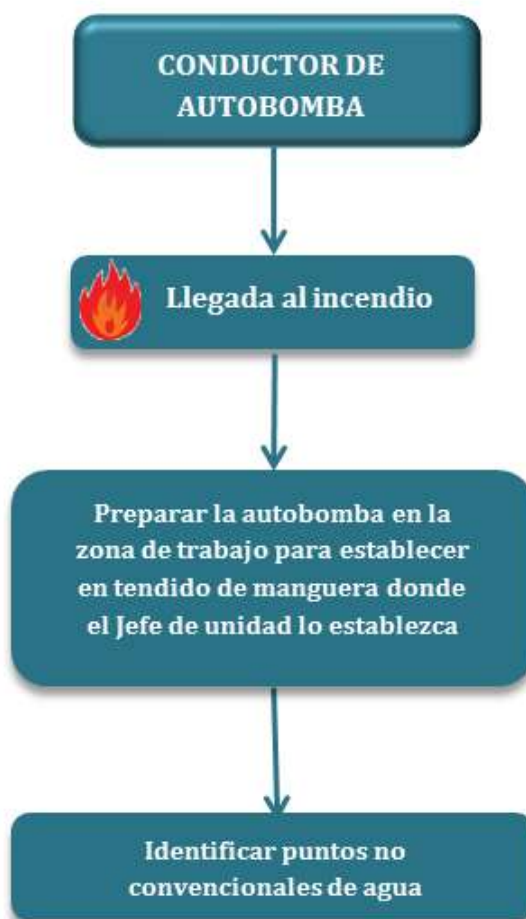 CONDUCTOR DE
AUTOBOMBA
Llegada al incendio
Preparar la autobomba en la
zona de trabajo para establecer
en tendido de manguera donde
el Jefe de unidad lo establezca
Identificar puntos no
convencionales de agua